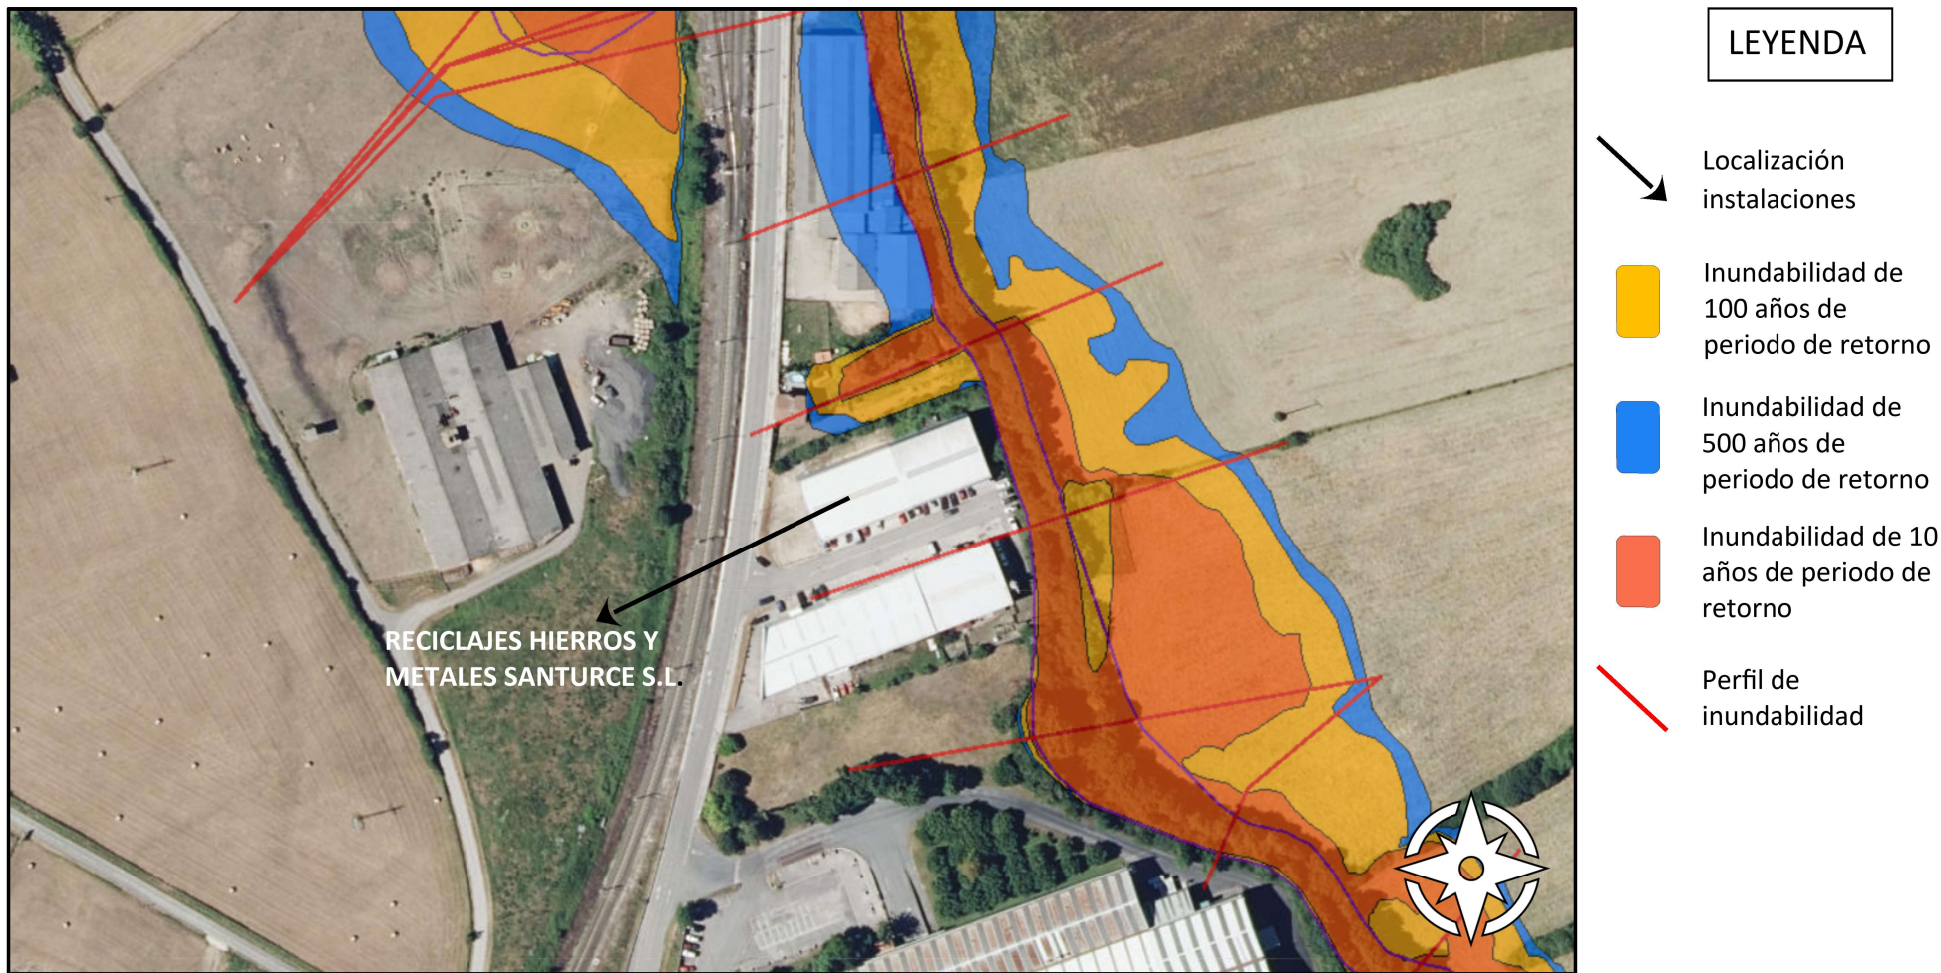 LEYENDA
Localización
instalaciones
Inundabilidad de
100 años de
periodo de retorno
Inundabilidad de
500 años de
periodo de retorno
Inundabilidad de 10
años de periodo de
retorno
Perfil de
inundabilidad
RECICLAJES HIERROS Y
METALES SANTURCE S.L.